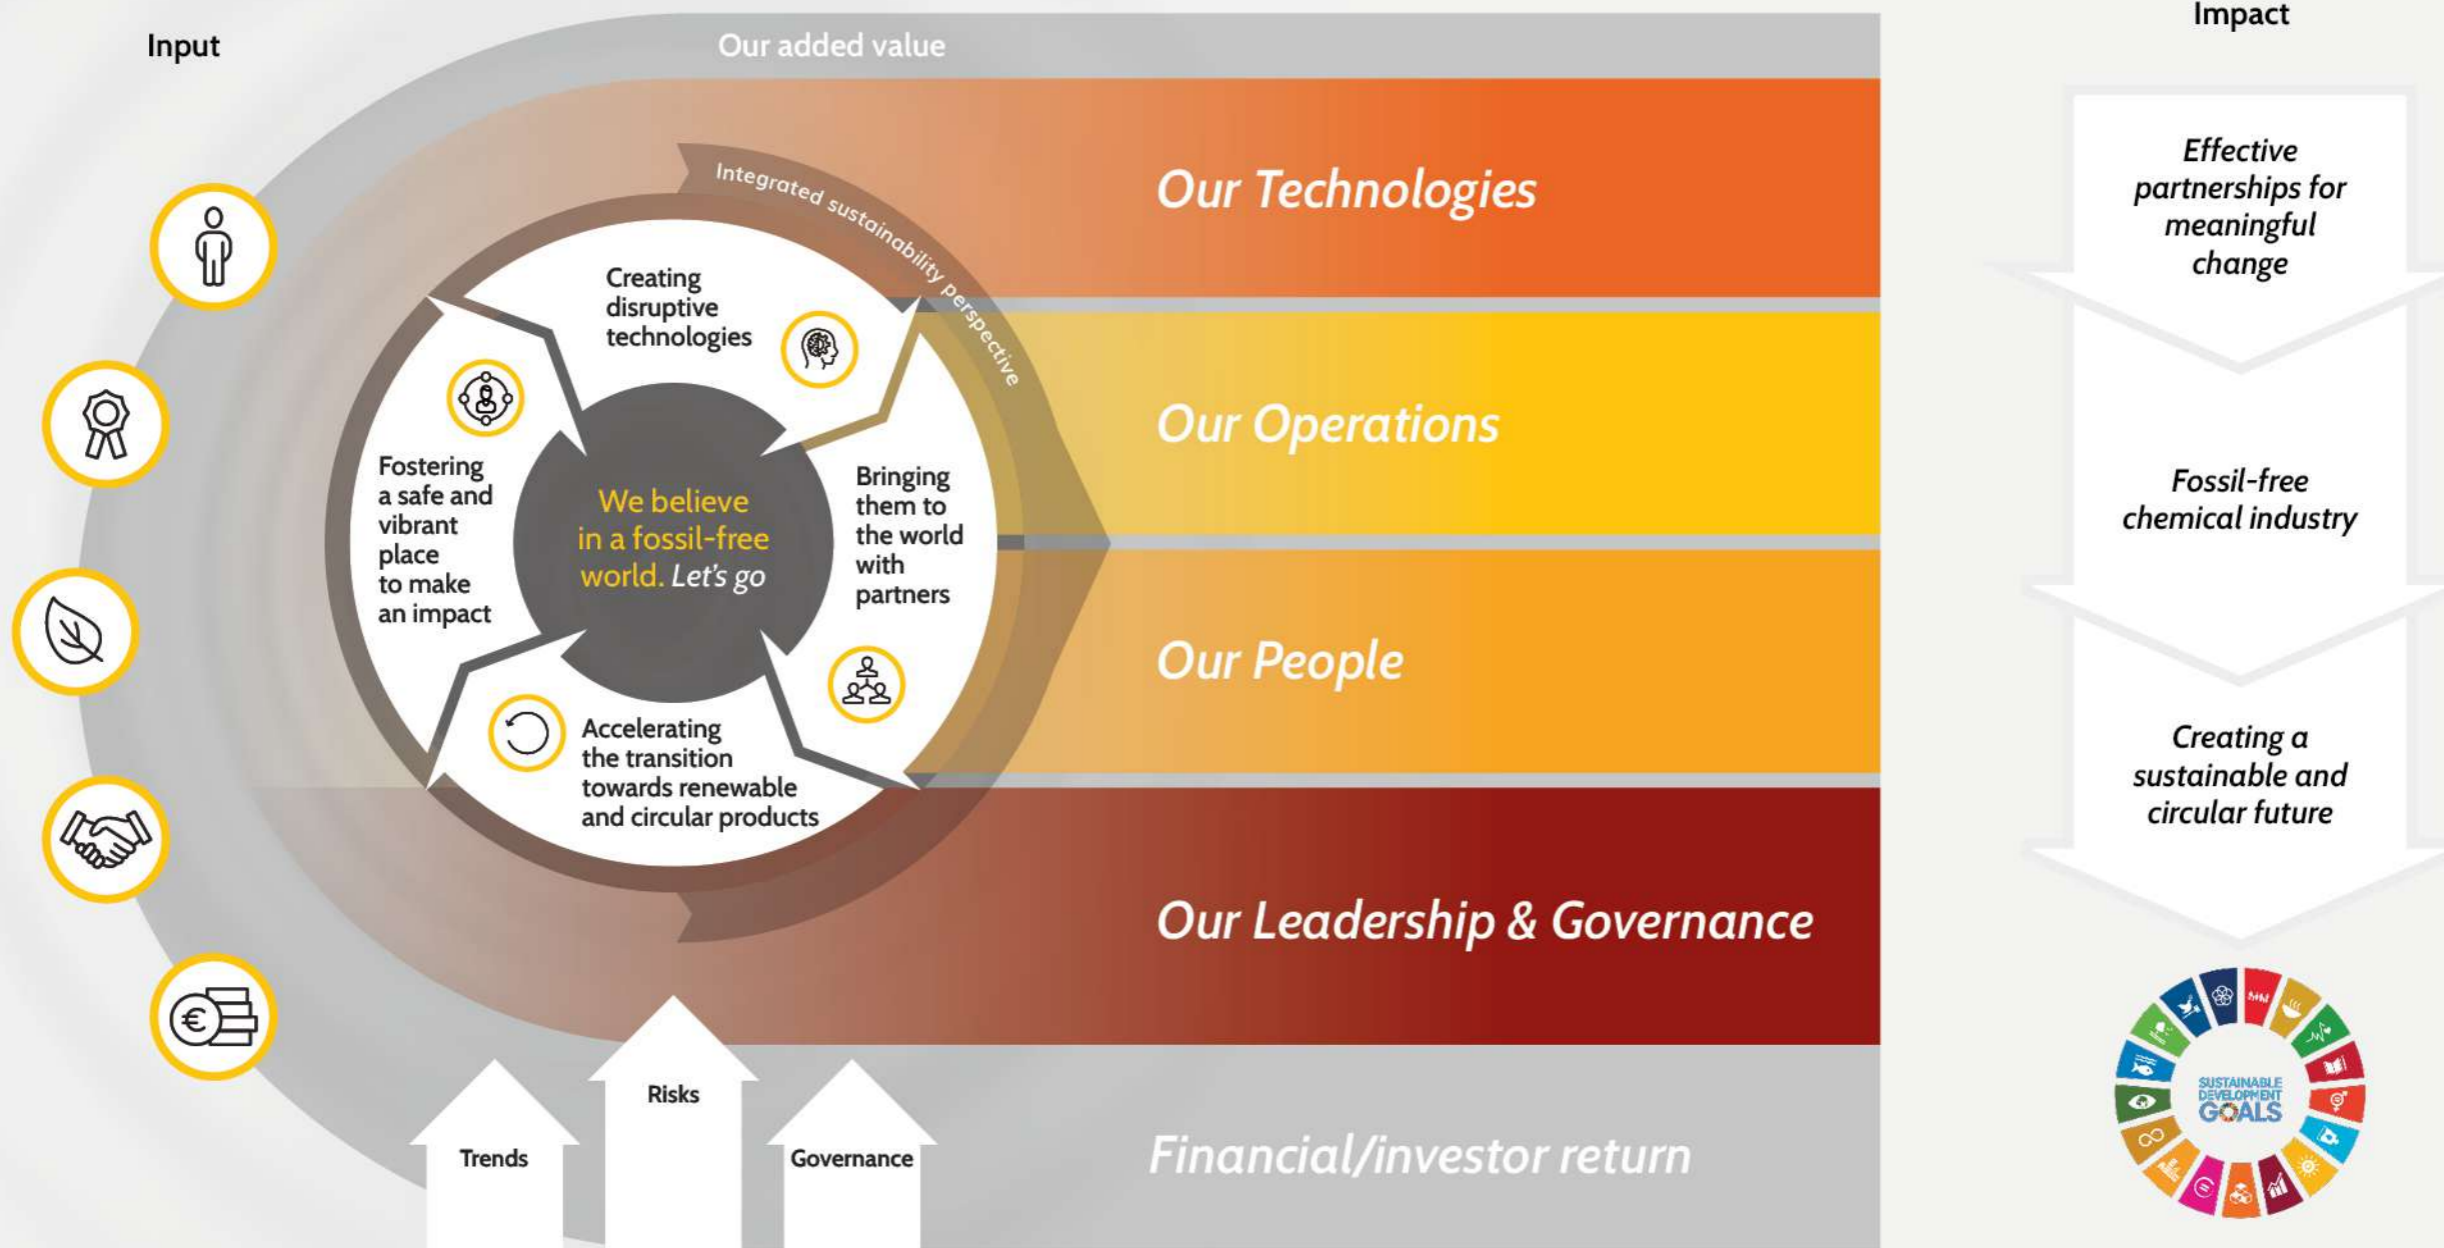 Input
Our added value
Impact
Integrated sustainability perspective
Creating
disruptive
technologies
Fostering
a safe and
vibrant
place
to make
an impact
We believe
in a fossil-free
world. Let's go
Bringing
them to
the world
with
partners
Accelerating
the transition
towards renewable
and circular products
Our Technologies
Our Operations
Our People
Our Leadership & Governance
Financial/investor return
Trends
Risks
Governance
Effective
partnerships for
meaningful
change
Fossil-free
chemical industry
Creating a
sustainable and
circular future
SUSTAINABLE
DEVELOPMENT
GOALS